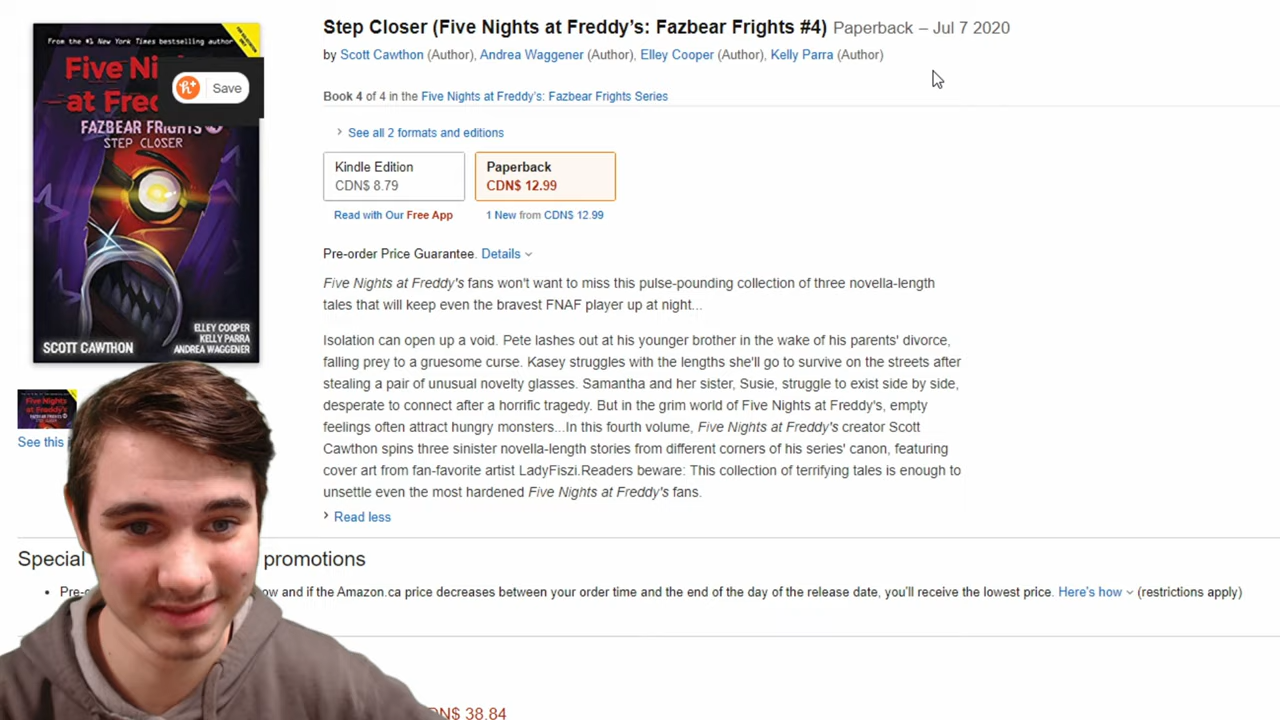 Step Closer (Five Nights at Freddy's: Fazbear Frights #4) Paperback – Jul 7 2020
by Scott Cawthon (Author), Andrea Waggener (Author), Elley Cooper (Author), Kelly Parra (Author)
Book 4 of 4 in the Five Nights at Freddy's: Fazbear Frights Series
See all 2 formats and editions
Kindle Edition
CDN$ 8.79
Paperback
CDN$ 12.99
Read with Our Free App
1 New from CDN$ 12.99
Pre-order Price Guarantee. Details
Five Nights at Freddy's fans won't want to miss this pulse-pounding collection of three novella-length
tales that will keep even the bravest FNAF player up at night...
Isolation can open up a void. Pete lashes out at his younger brother in the wake of his parents' divorce,
falling prey to a gruesome curse. Kasey struggles with the lengths she'll go to survive on the streets after
stealing a pair of unusual novelty glasses. Samantha and her sister, Susie, struggle to exist side by side,
desperate to connect after a horrific tragedy. But in the grim world of Five Nights at Freddy's, empty
feelings often attract hungry monsters...In this fourth volume, Five Nights at Freddy's creator Scott
Cawthon spins three sinister novella-length stories from different corners of his series' canon, featuring
cover art from fan-favorite artist LadyFiszi.Readers beware: This collection of terrifying tales is enough to
unsettle even the most hardened Five Nights at Freddy's fans.
Read less
From the #1 New York Times bestselling author
Five Ni
at Fred
Save
FAZBEAR FRIGHTS
STEP CLOSER
SCOTT CAWTHON
ELLEY COOPER
KELLY PARRA
ANDREA WAGGENER
Five Nights
at Freddy's
See this i
Special promotions
Pre-o ow and if the Amazon.ca price decreases between your order time and the end of the day of the release date, you'll receive the lowest price. Here's how (restrictions apply)
DN$ 38.84